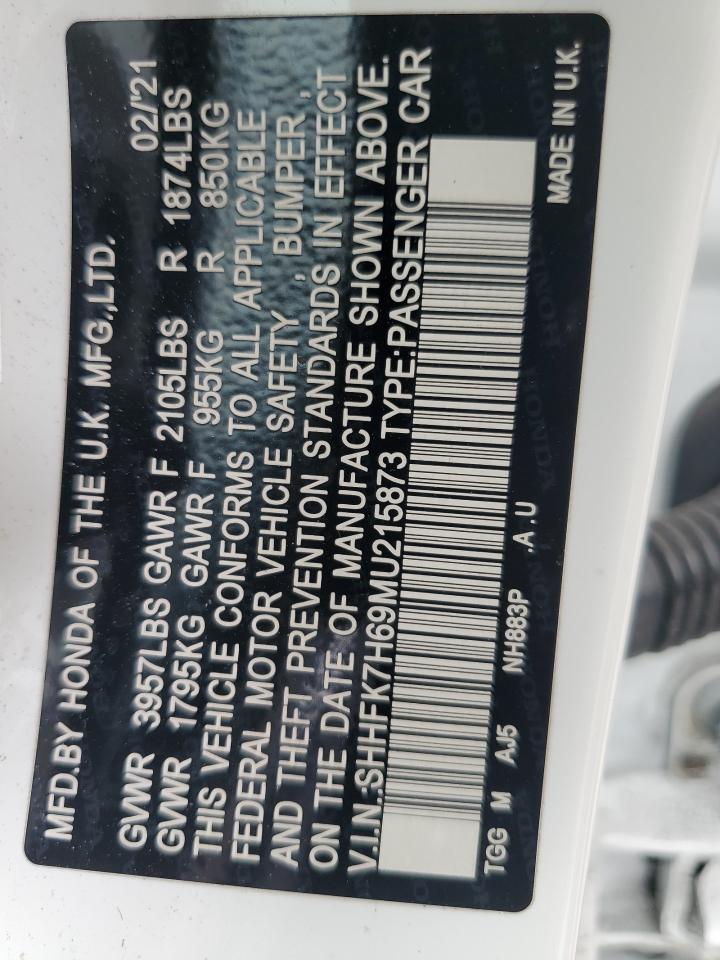 MFD.BY HONDA OF THE U.K. MFG.,LTD. 02/'21
GVWR 3957LBS GAWR F 2105LBS R 1874LBS
GVWR 1795KG GAWR F 955KG R 850KG
THIS VEHICLE CONFORMS TO ALL APPLICABLE
FEDERAL MOTOR VEHICLE SAFETY , BUMPER ,
AND THEFT PREVENTION STANDARDS IN EFFECT
ON THE DATE OF MANUFACTURE SHOWN ABOVE.
V.I.N.:SHHFK7H69MU215873 TYPE:PASSENGER CAR
TGG M AJ5 NH883P .A .U MADE IN U.K.